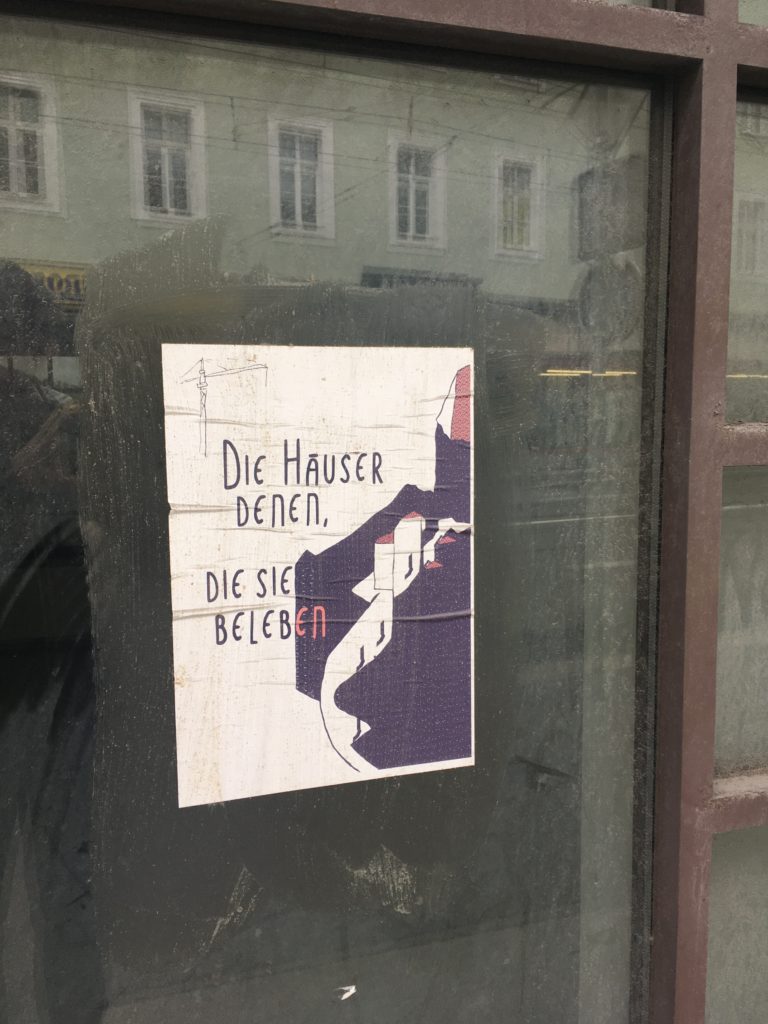 DIE HÄUSER
DENEN,
DIE SIE
BELEBEN